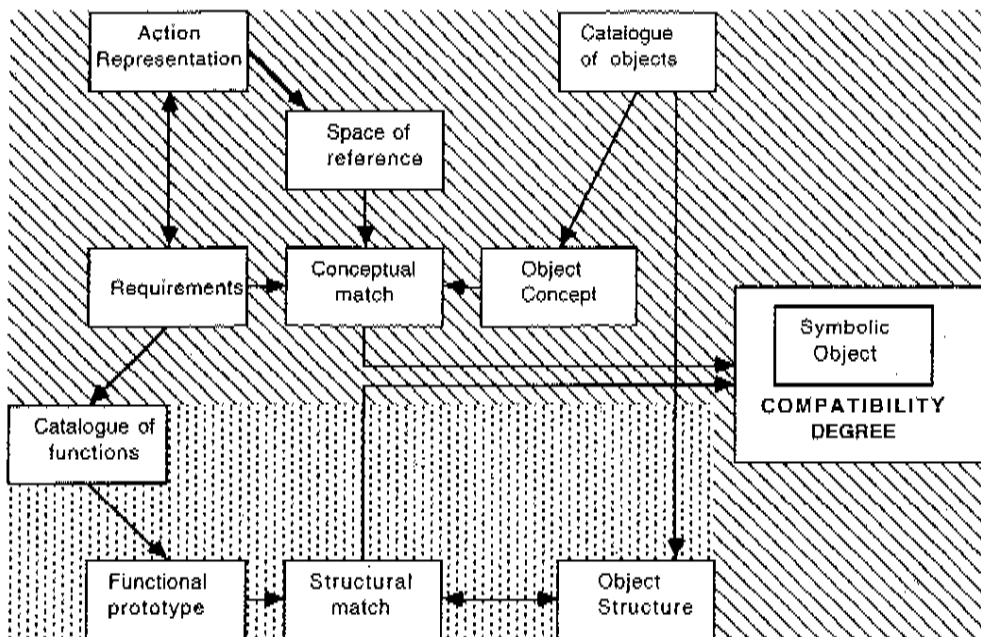 Action
Representation
Catalogue
of objects
Space of
reference
Requirements
Conceptual
match
Object
Concept
Symbolic
Object
COMPATIBILITY
DEGREE
Catalogue of
functions
Functional
prototype
Structural
match
Object
Structure